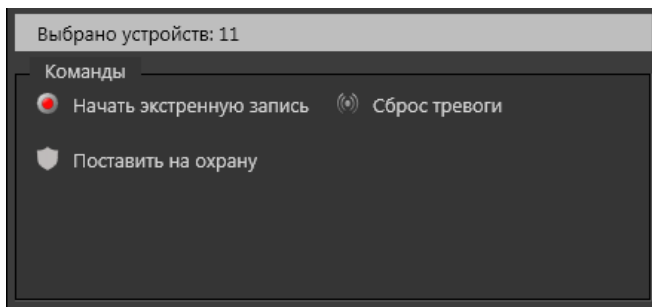 Выбрано устройств: 11
Команды
Начать экстренную запись Сброс тревоги
Поставить на охрану